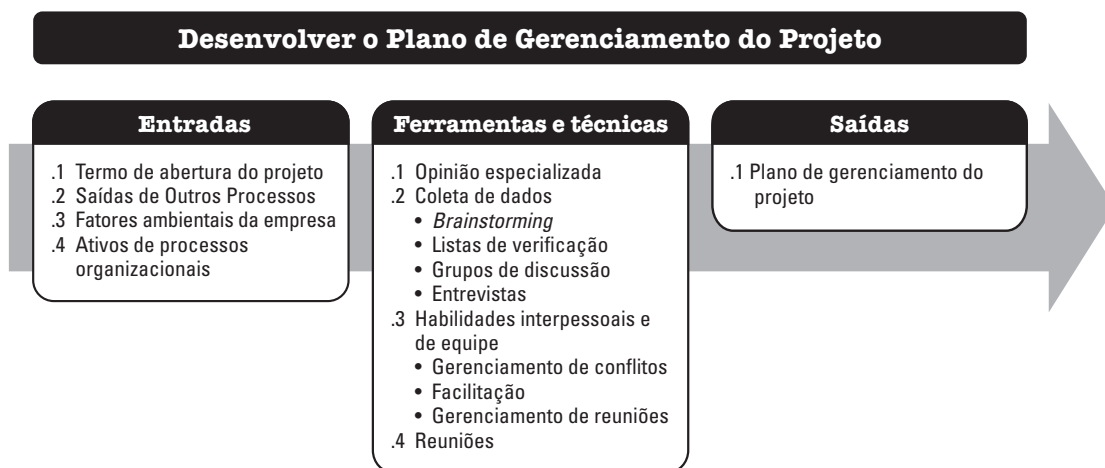 Desenvolver o Plano de Gerenciamento do Projeto
Entradas
.1 Termo de abertura do projeto
.2 Saídas de Outros Processos
.3 Fatores ambientais da empresa
.4 Ativos de processos
organizacionais
Ferramentas e técnicas
.1 Opinião especializada
.2 Coleta de dados
• Brainstorming
• Listas de verificação
• Grupos de discussão
• Entrevistas
.3 Habilidades interpessoais e
de equipe
• Gerenciamento de conflitos
• Facilitação
• Gerenciamento de reuniões
.4 Reuniões
Saídas
.1 Plano de gerenciamento do
projeto